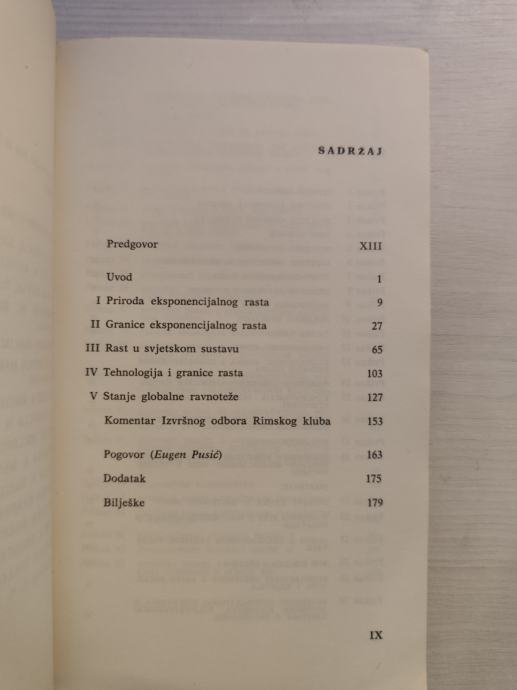 SADRŽAJ
Predgovor XIII
Uvod 1
I Priroda eksponencijalnog rasta 9
II Granice eksponencijalnog rasta 27
III Rast u svjetskom sustavu 65
IV Tehnologija i granice rasta 103
V Stanje globalne ravnoteže 127
Komentar Izvršnog odbora Rimskog kluba 153
Pogovor (Eugen Pusić) 163
Dodatak 175
Bilješke 179
IX